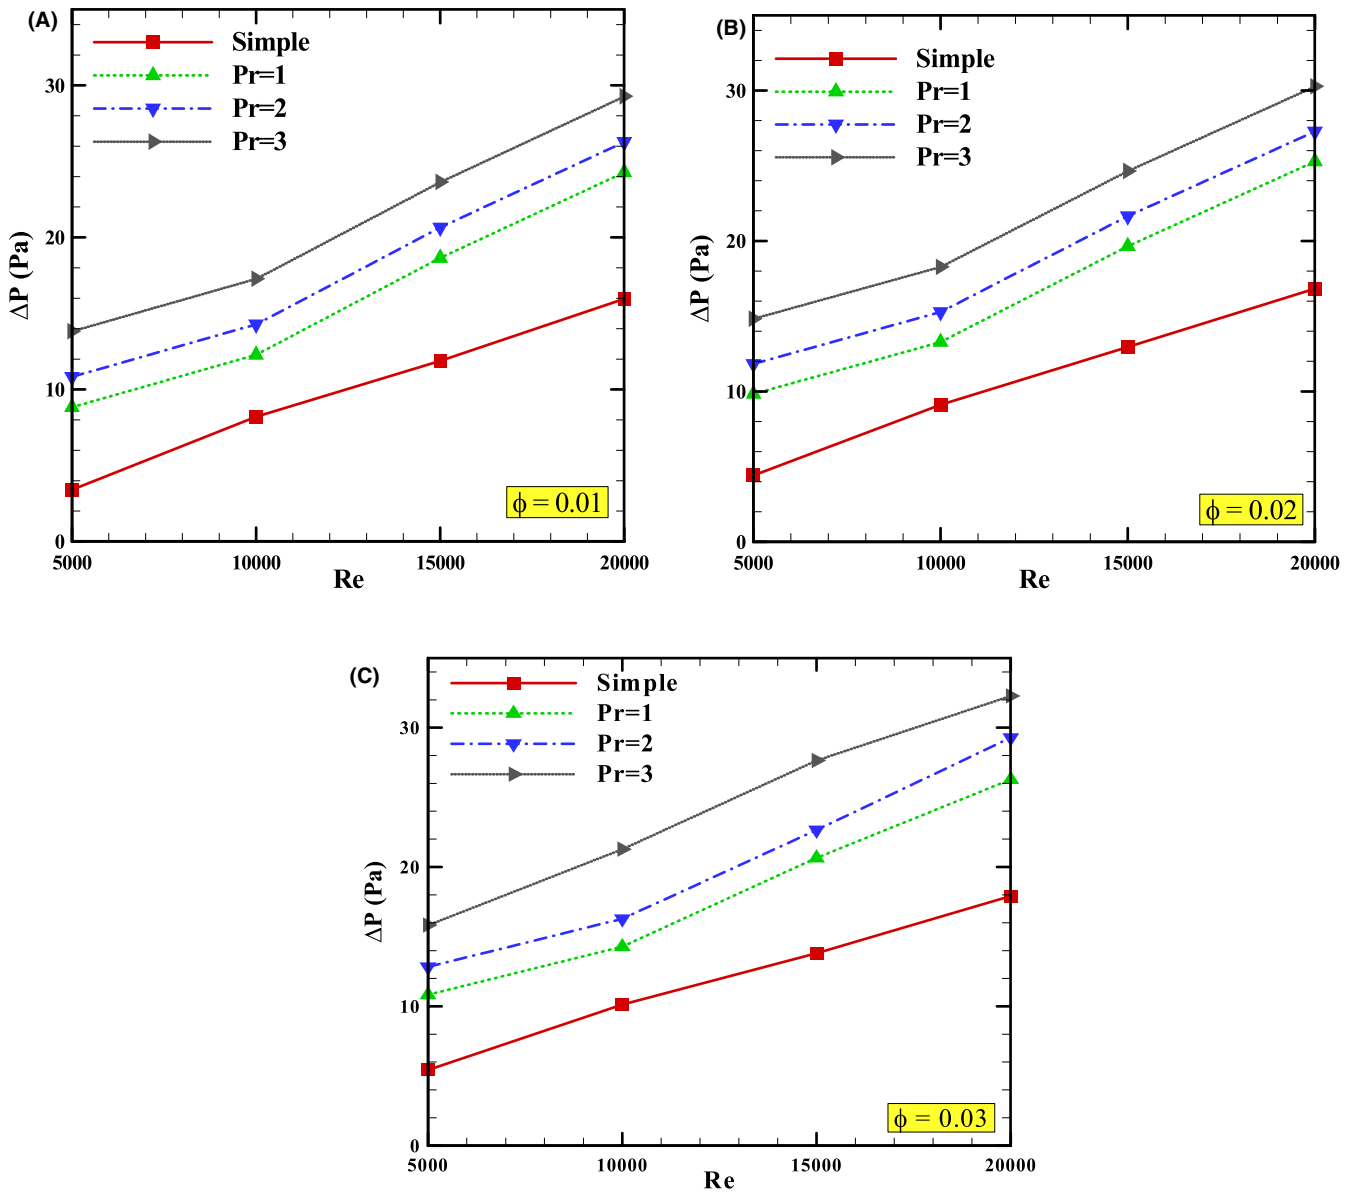 (A)
Simple
Pr=1
Pr=2
Pr=3
30
20
10
0
ΔP (Pa)
ϕ = 0.01
5000 10000 15000 20000
Re
(B)
Simple
Pr=1
Pr=2
Pr=3
30
20
10
0
ΔP (Pa)
ϕ = 0.02
5000 10000 15000 20000
Re
(C)
Simple
Pr=1
Pr=2
Pr=3
30
20
10
0
ΔP (Pa)
ϕ = 0.03
5000 10000 15000 20000
Re